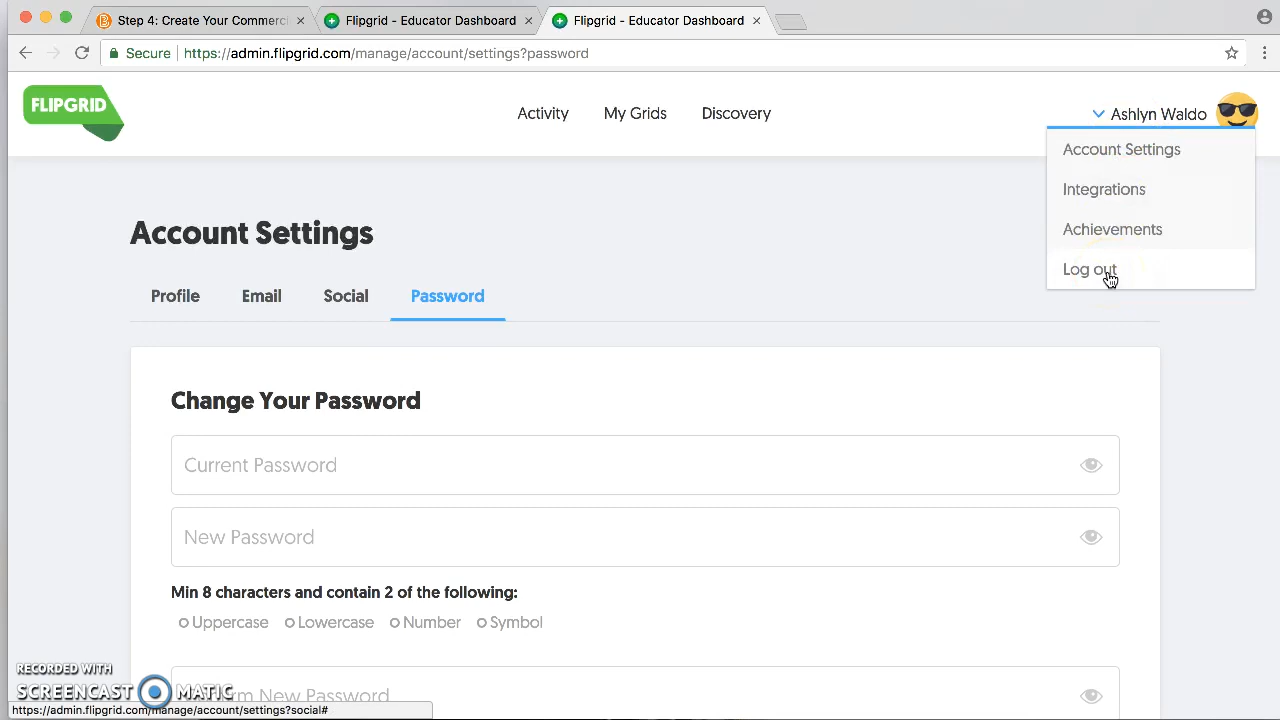 Step 4: Create Your Commerci
Flipgrid - Educator Dashboard
Flipgrid - Educator Dashboard
Secure
https://admin.flipgrid.com/manage/account/settings?password
FLIPGRID
Activity
My Grids
Discovery
Ashlyn Waldo
Account Settings
Integrations
Achievements
Log out
Account Settings
Profile
Email
Social
Password
Change Your Password
Current Password
New Password
Min 8 characters and contain 2 of the following:
Uppercase
Lowercase
Number
Symbol
New Password
RECORDED WITH
SCREENCAST MATIC
https://admin.flipgrid.com/manage/account/settings?social#